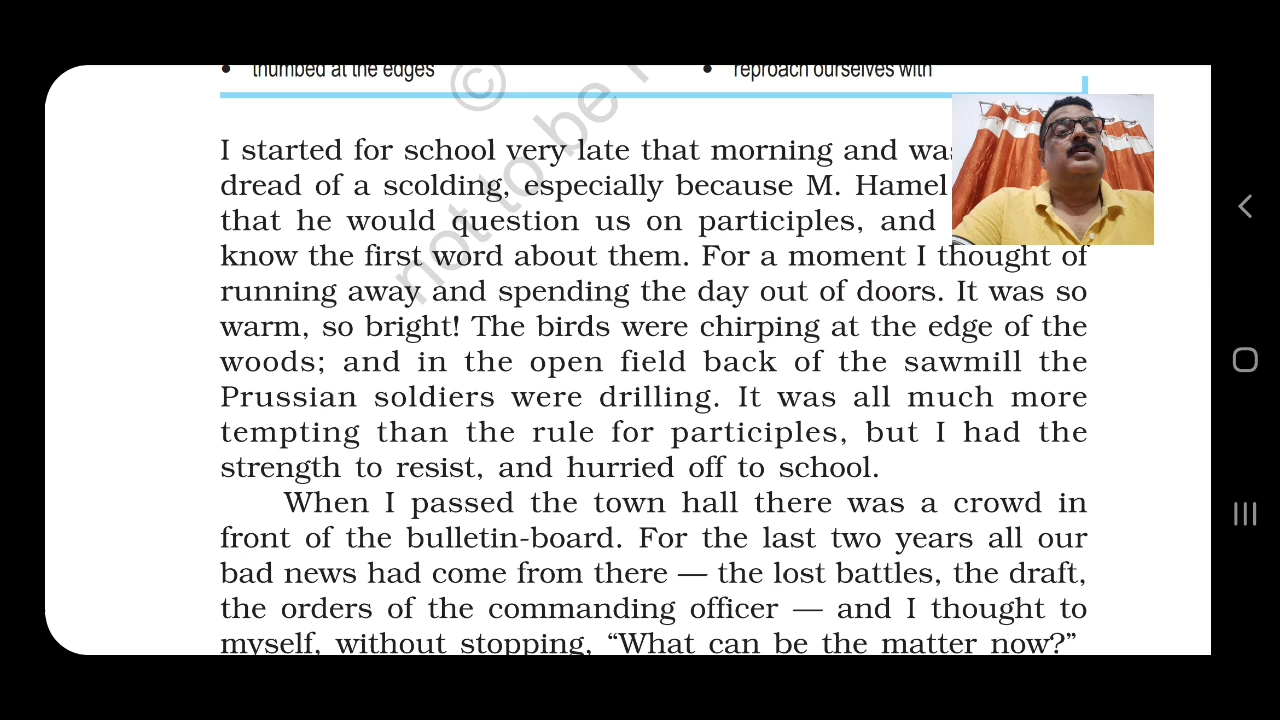 • thumbed at the edges • reproach ourselves with
© not to be
I started for school very late that morning and was
dread of a scolding, especially because M. Hamel
that he would question us on participles, and
know the first word about them. For a moment I thought of
running away and spending the day out of doors. It was so
warm, so bright! The birds were chirping at the edge of the
woods; and in the open field back of the sawmill the
Prussian soldiers were drilling. It was all much more
tempting than the rule for participles, but I had the
strength to resist, and hurried off to school.
When I passed the town hall there was a crowd in
front of the bulletin-board. For the last two years all our
bad news had come from there — the lost battles, the draft,
the orders of the commanding officer — and I thought to
myself, without stopping, “What can be the matter now?”